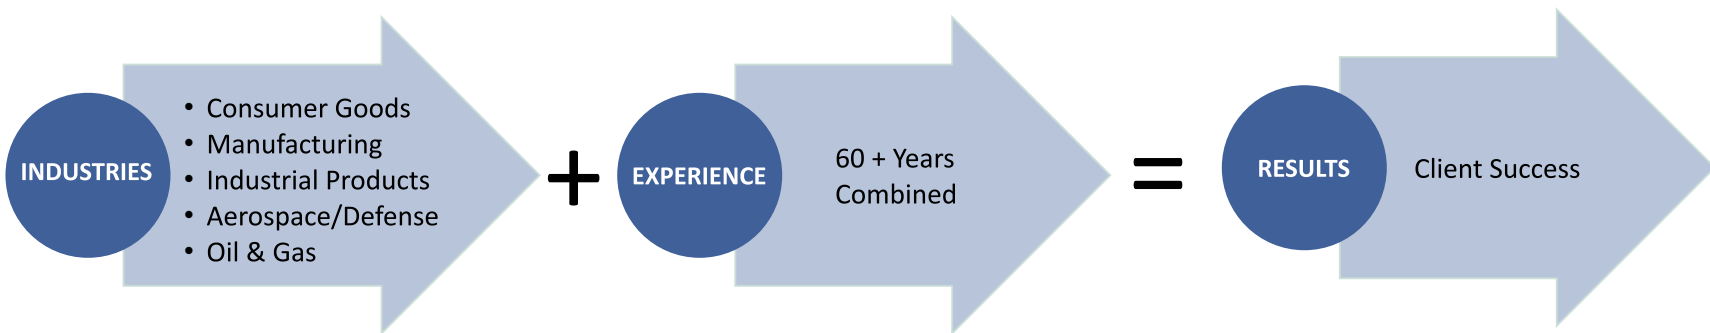 INDUSTRIES
• Consumer Goods
• Manufacturing
• Industrial Products
• Aerospace/Defense
• Oil & Gas
+
EXPERIENCE
60 + Years
Combined
=
RESULTS
Client Success